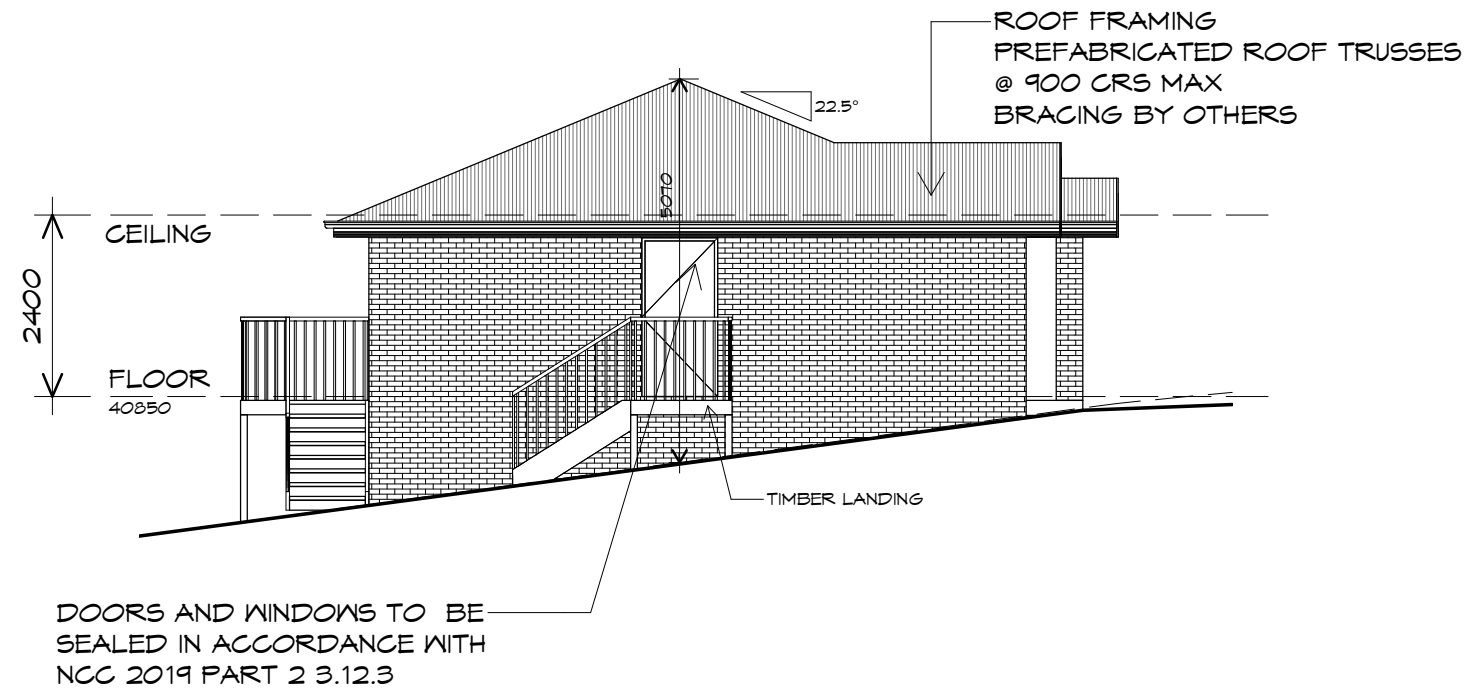 ROOF FRAMING
PREFABRICATED ROOF TRUSSES
@ 900 CRS MAX
BRACING BY OTHERS
22.5°
5070
CEILING
2400
FLOOR
40850
TIMBER LANDING
DOORS AND WINDOWS TO BE
SEALED IN ACCORDANCE WITH
NCC 2019 PART 2 3.12.3